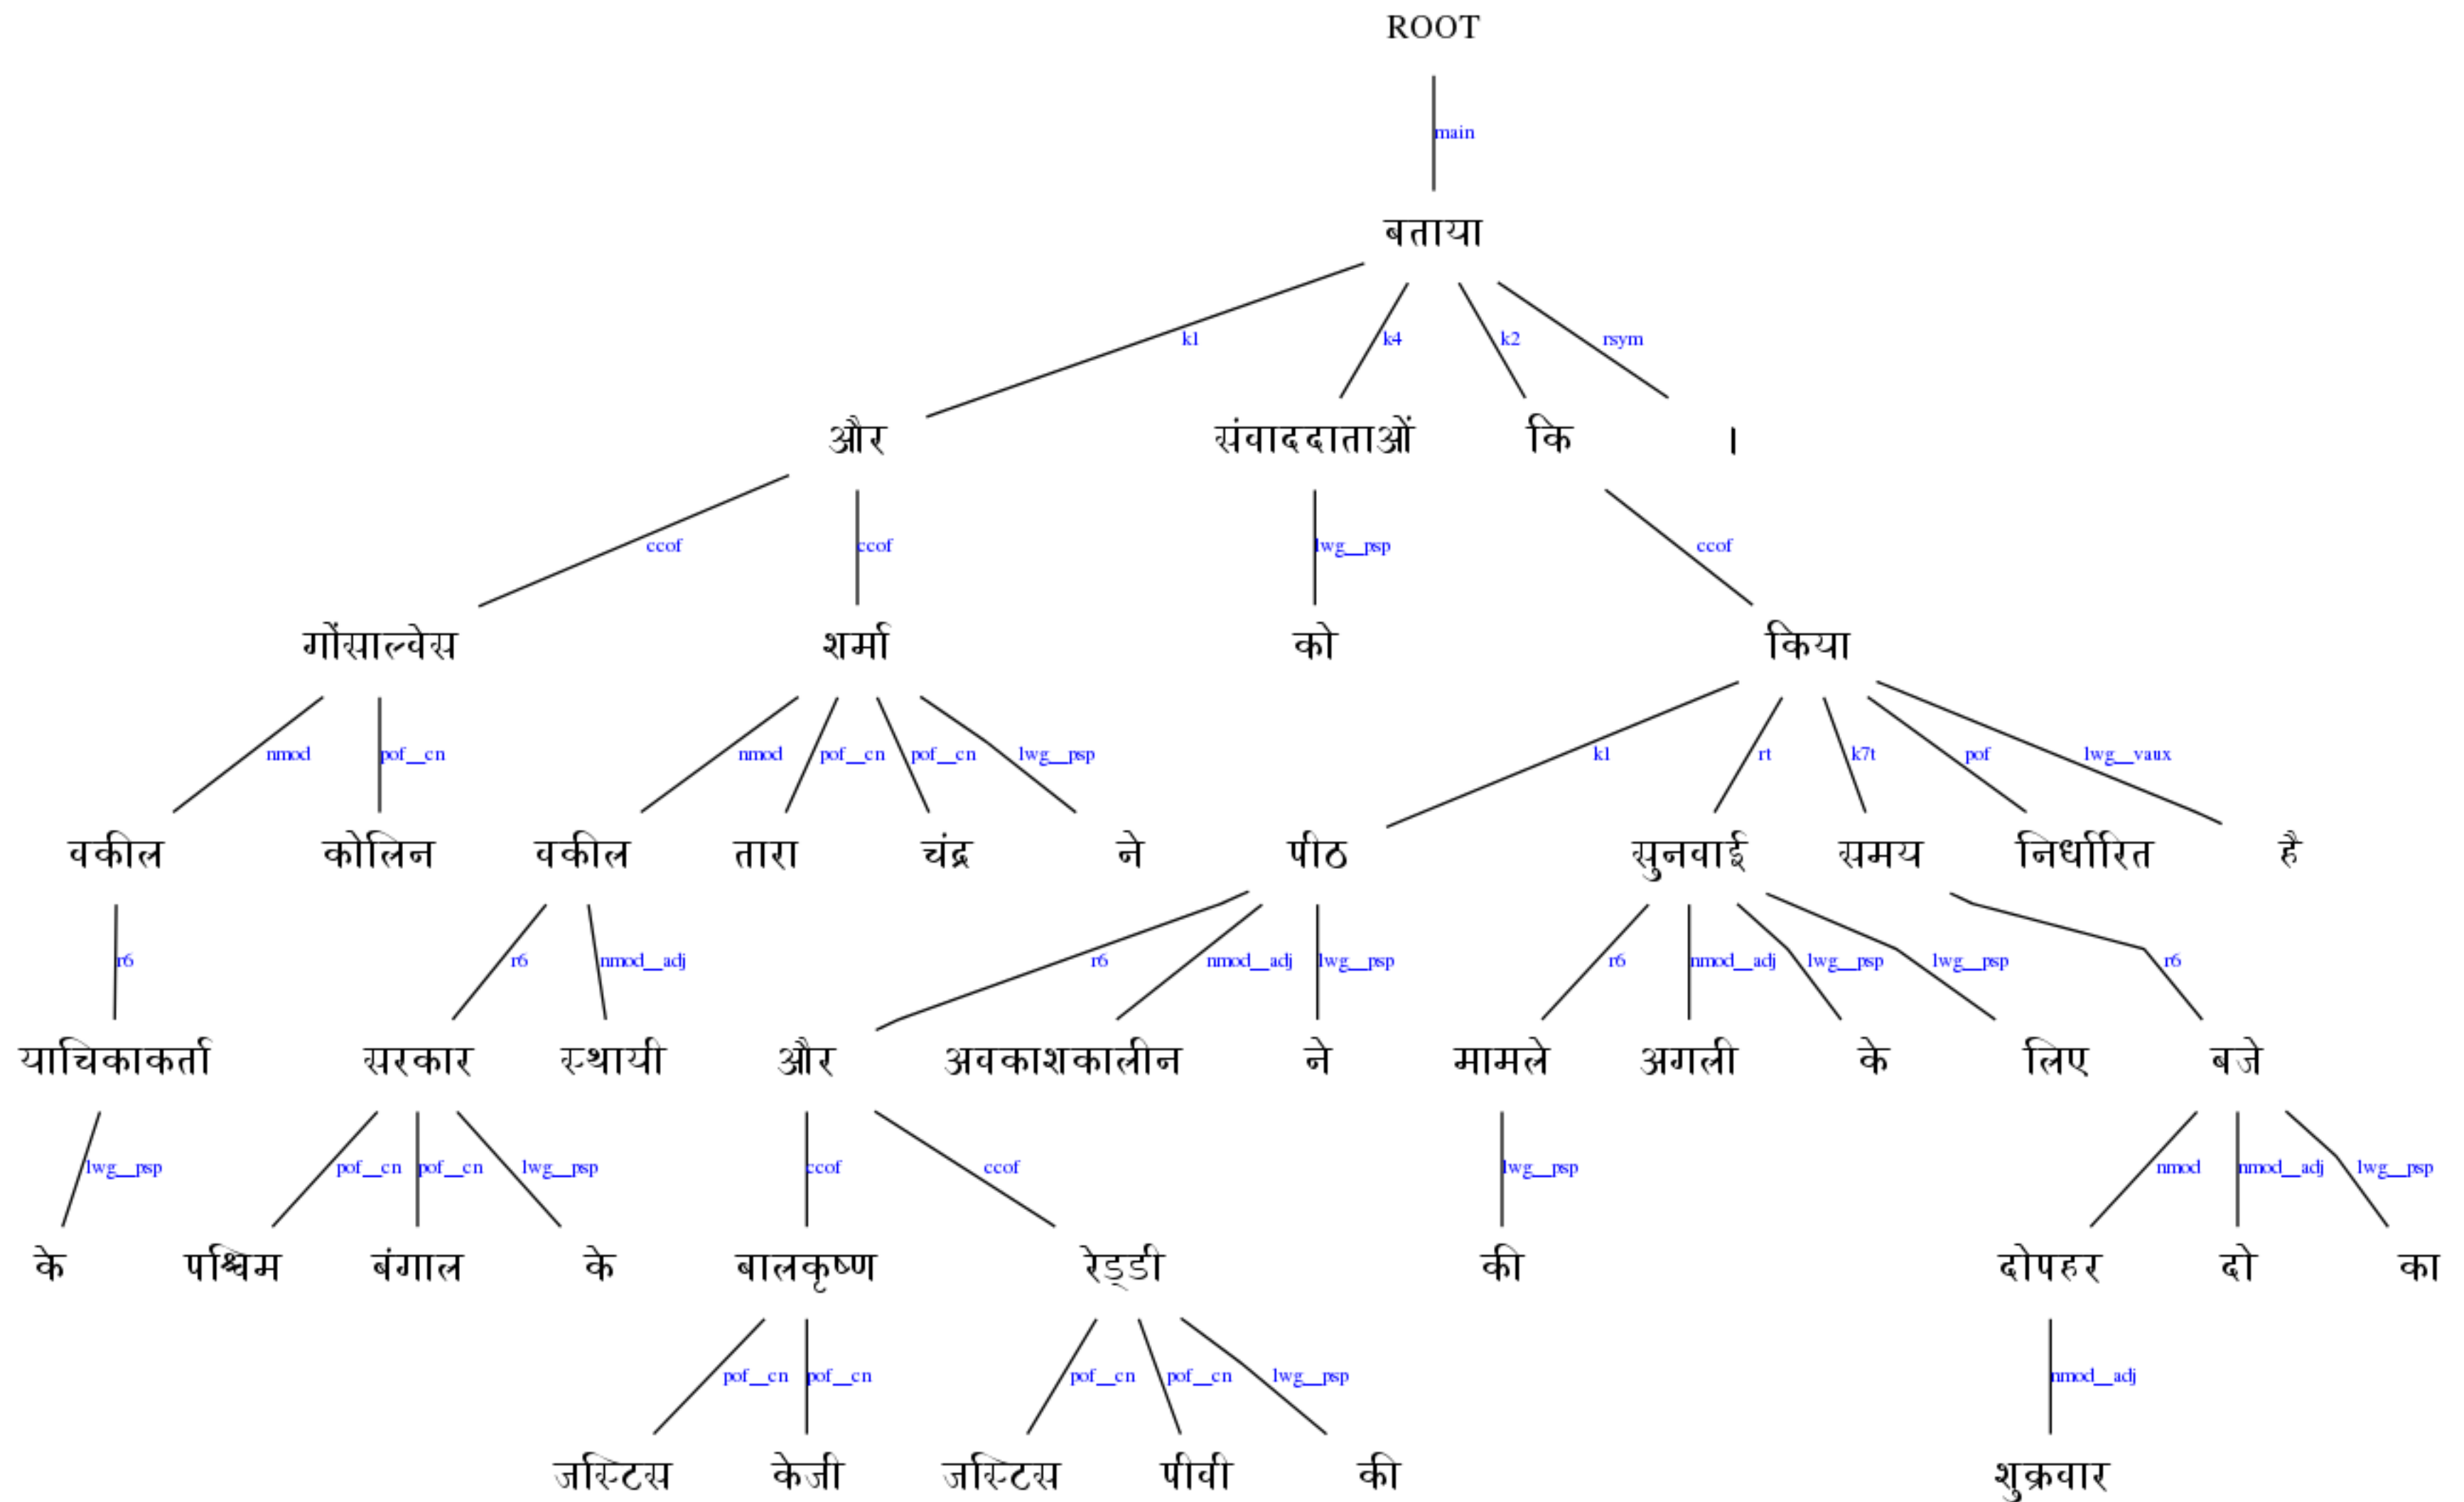 ROOT
main
बताया
k1 k4 k2 rsym
और संवाददाताओं कि ।
ccof ccof lwg__psp ccof
गोंसाल्वेस शर्मा को किया
nmod pof__cn nmod pof__cn pof__cn lwg__psp k1 rt k7t pof lwg__vaux
वकील कोलिन वकील तारा चंद्र ने पीठ सुनवाई समय निर्धारित है
r6 r6 nmod__adj r6 nmod__adj lwg__psp r6 nmod__adj lwg__psp lwg__psp r6
याचिकाकर्ता सरकार स्थायी और अवकाशकालीन ने मामले अगली के लिए बजे
lwg__psp pof__cn pof__cn lwg__psp ccof ccof lwg__psp nmod nmod__adj lwg__psp
के पश्चिम बंगाल के बालकृष्ण रेड्डी की दोपहर दो का
pof__cn pof__cn pof__cn pof__cn lwg__psp nmod__adj
जस्टिस केजी जस्टिस पीवी की शुक्रवार